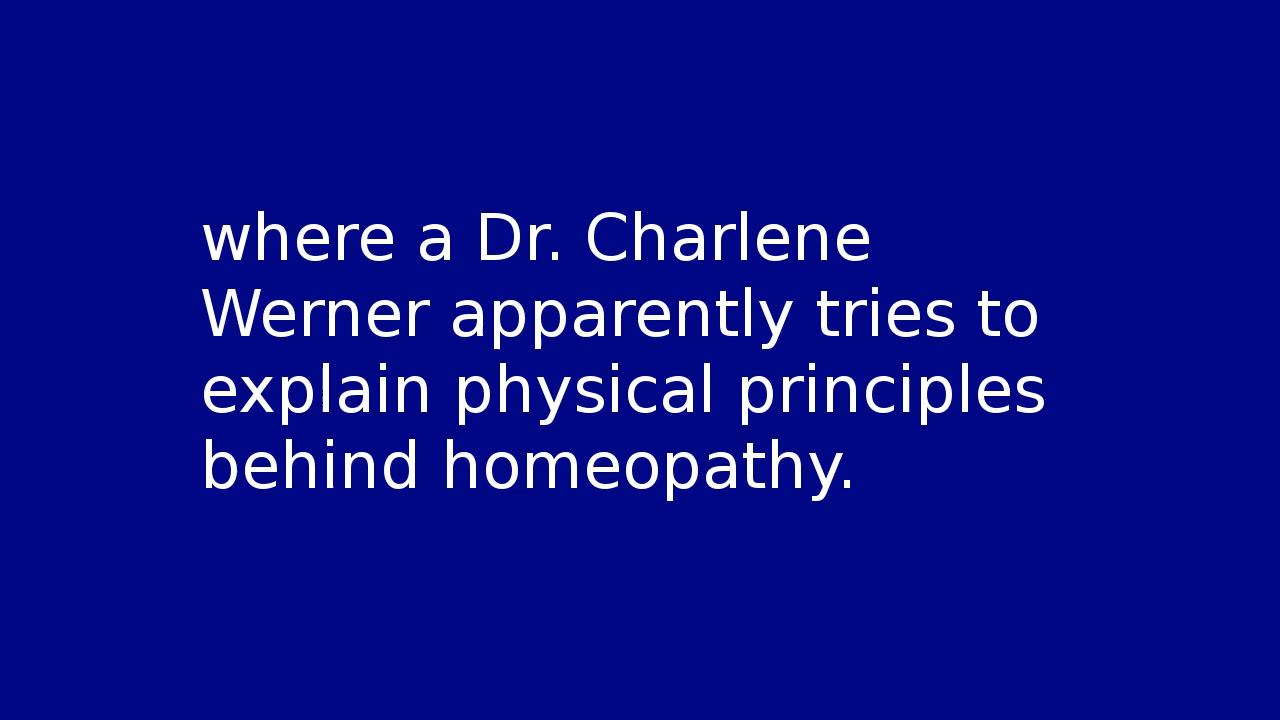 where a Dr. Charlene
Werner apparently tries to
explain physical principles
behind homeopathy.